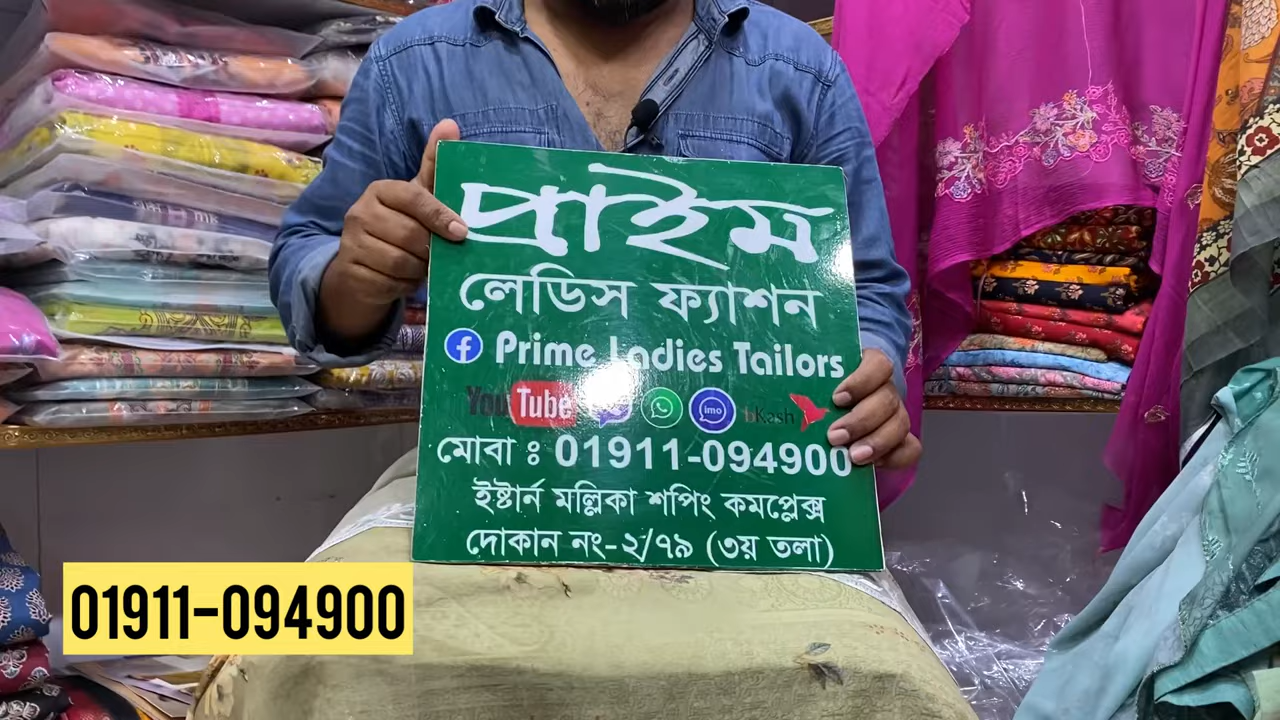 প্রাইম
লেডিস ফ্যাশন
Prime Ladies Tailors
YouTube imo bKash
মোবা ঃ 01911-094900
ইষ্টার্ন মল্লিকা শপিং কমপ্লেক্স
দোকান নং-২/৭৯ (৩য় তলা)
01911-094900